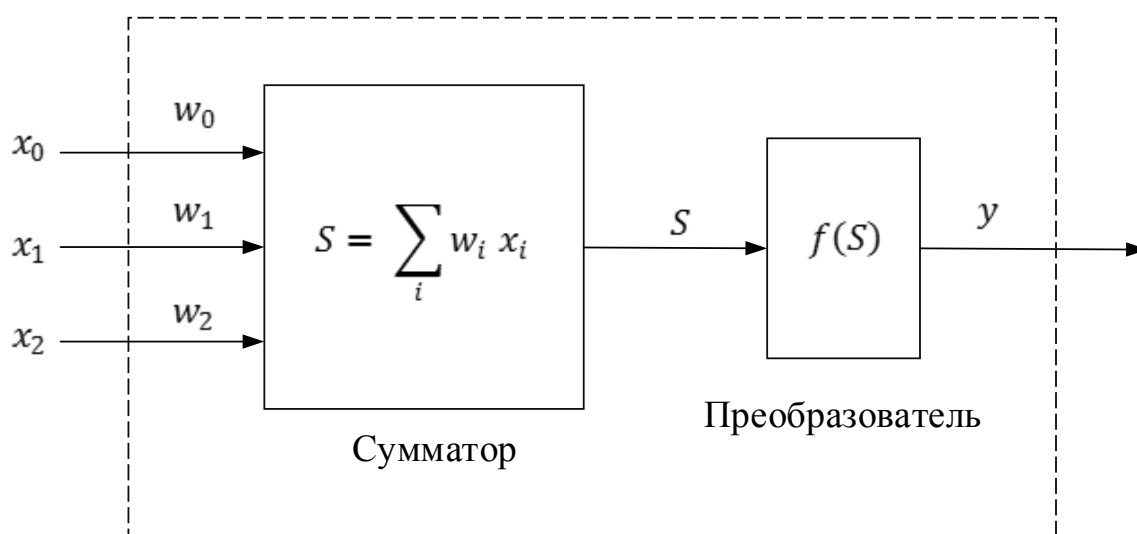 w₀
x₀
w₁
x₁
w₂
x₂
S = ∑ᵢ wᵢ xᵢ
Сумматор
S
f(S)
Преобразователь
y